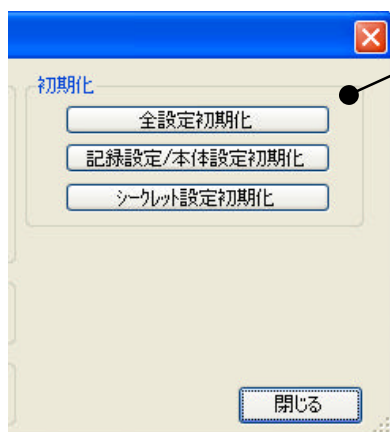 初期化
全設定初期化
記録設定/本体設定初期化
シークレット設定初期化
閉じる